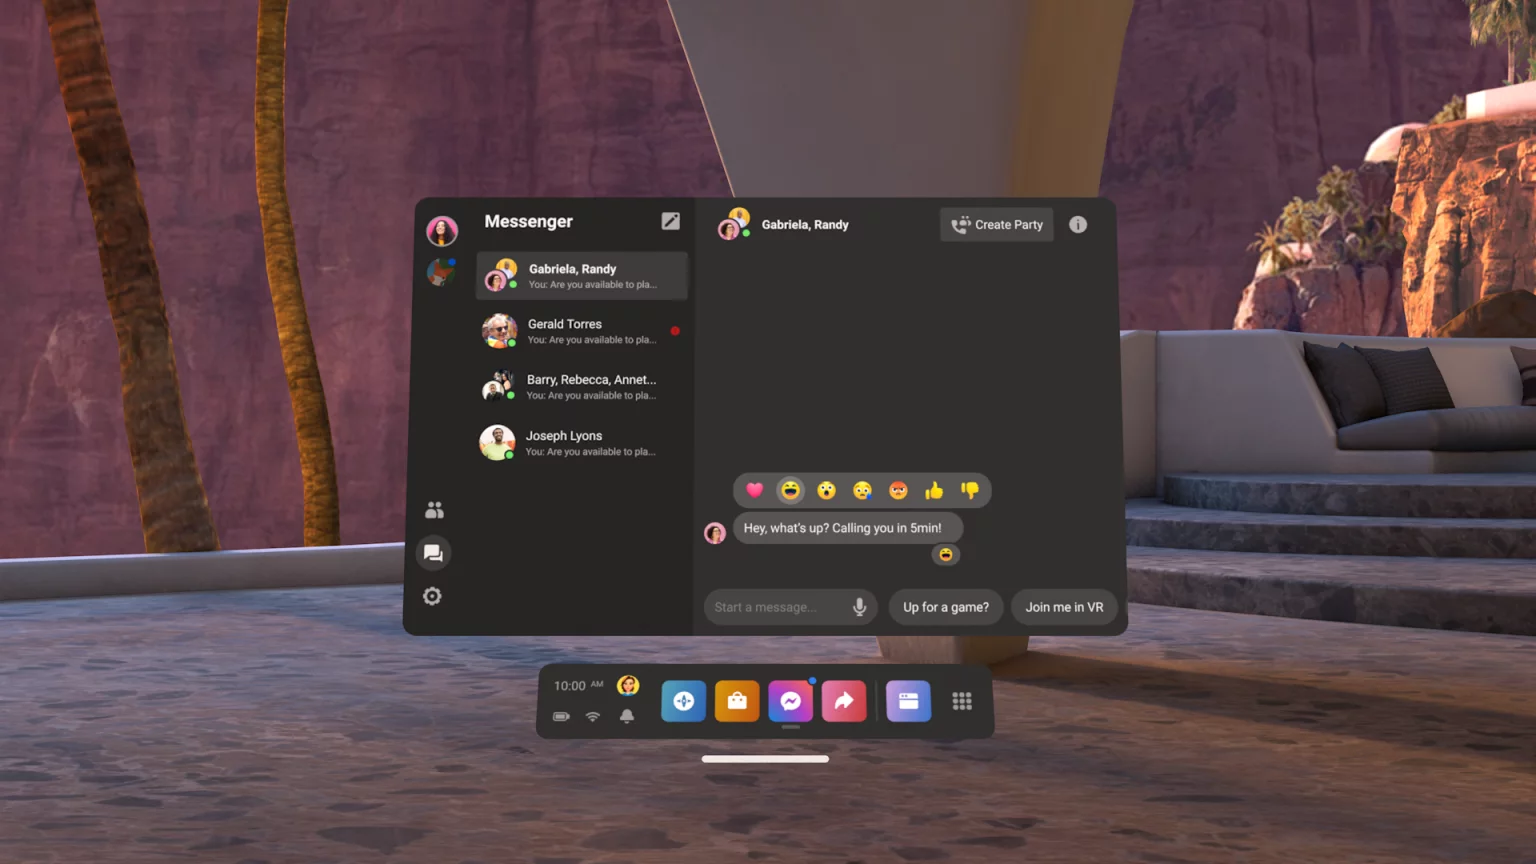 Messenger
Gabriela, Randy
You: Are you available to pla...
Gerald Torres
You: Are you available to pla...
Barry, Rebecca, Annet...
You: Are you available to pla...
Joseph Lyons
You: Are you available to pla...
Gabriela, Randy
Create Party
Hey, what's up? Calling you in 5min!
Start a message...
Up for a game?
Join me in VR
10:00 AM